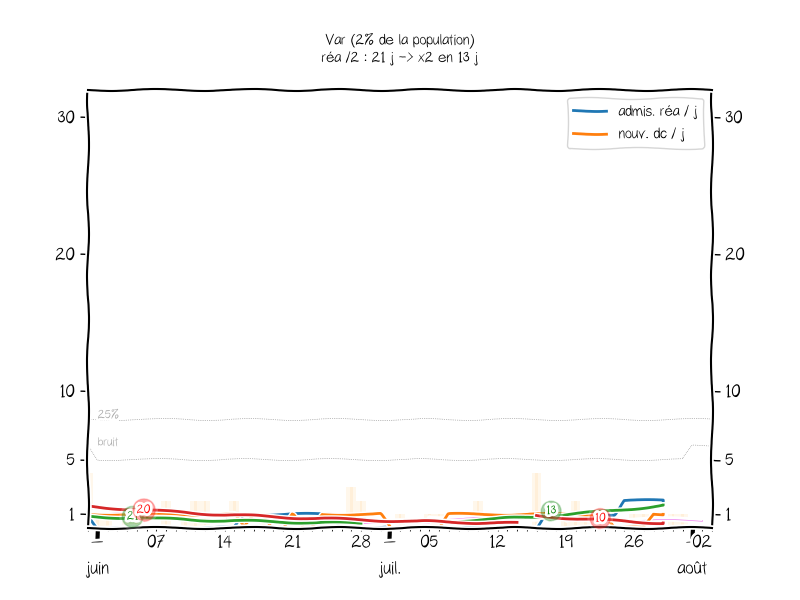 Var (2% de la population)
réa /2 : 21 j -> x2 en 13 j
admis. réa / j
nouv. dc / j
30
30
20
20
10
10
25%
bruit
5
5
1
1
20
13
10
07
14
21
28
05
12
19
26
02
juin
juil.
août